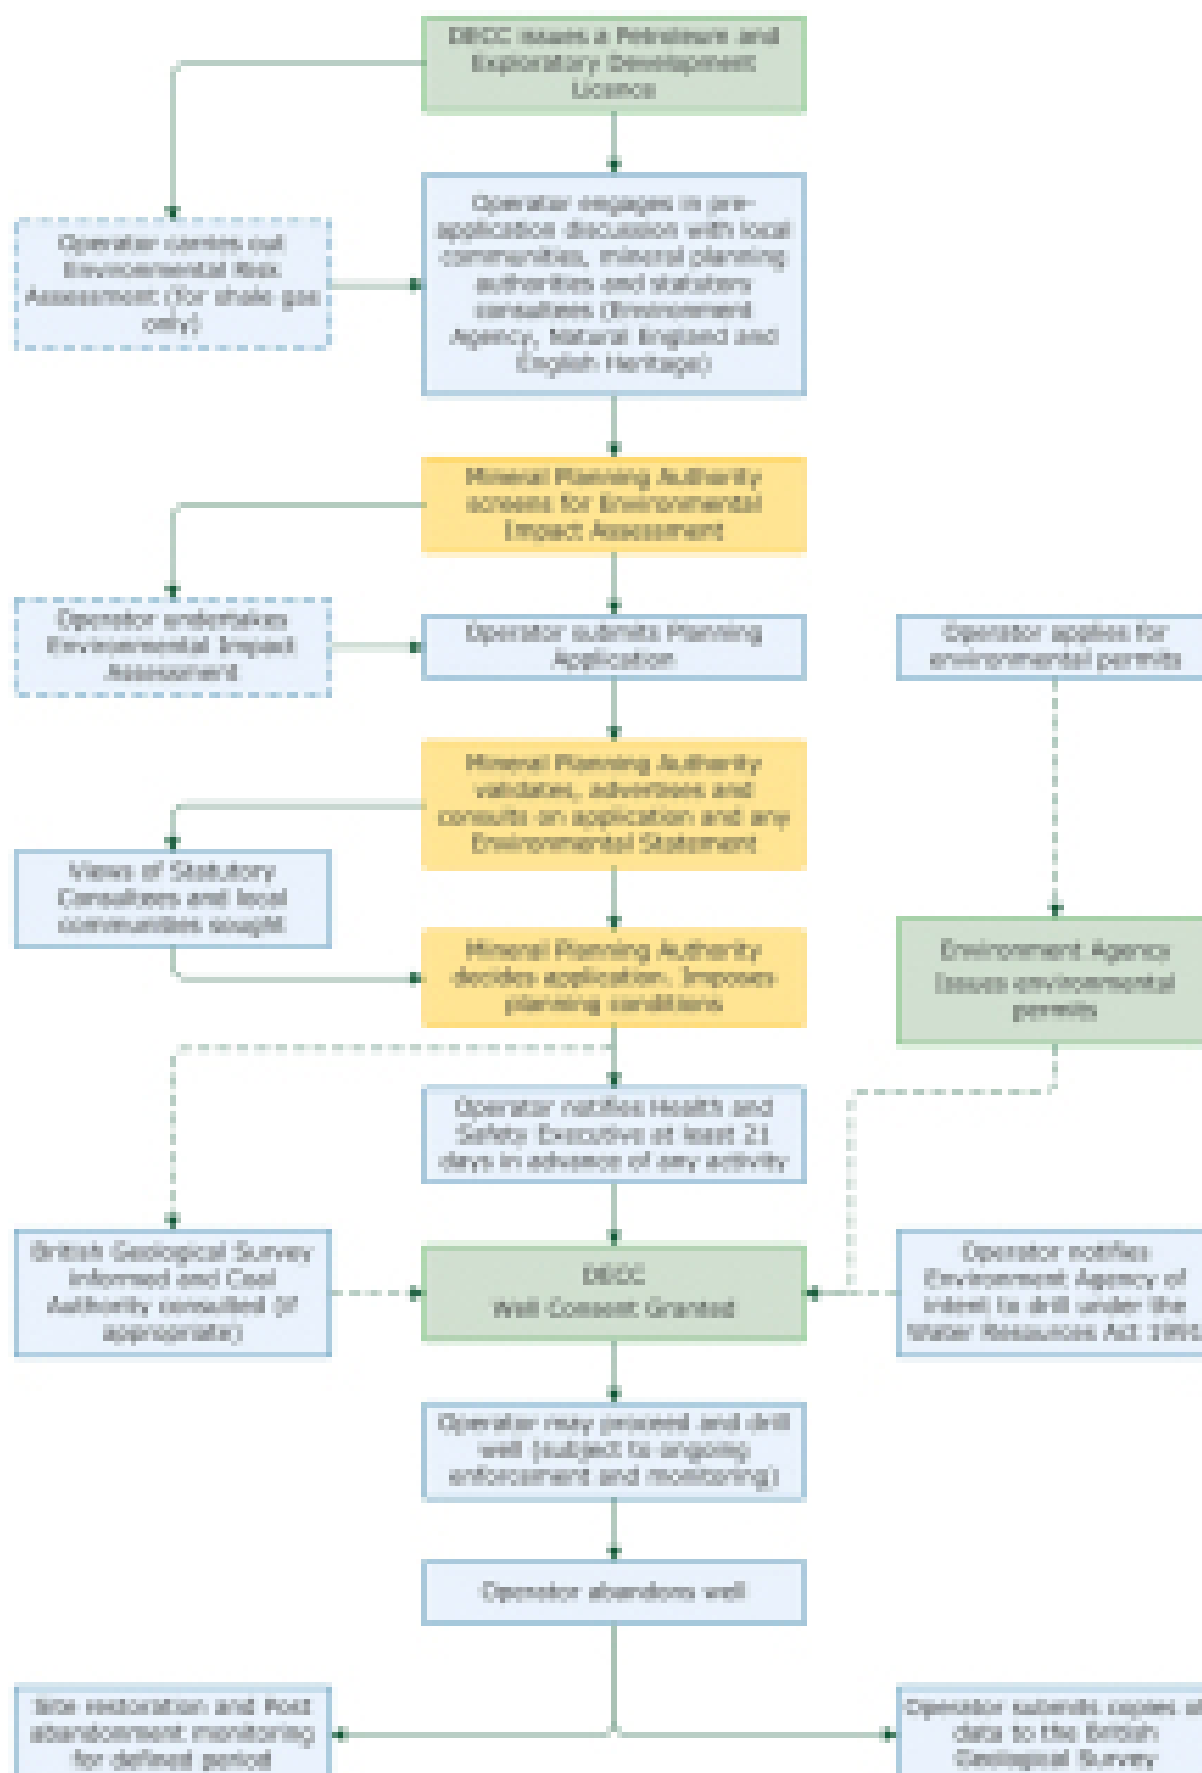 DECC issues a Petroleum and
Exploratory Development
Licence
Operator carries out
Environmental Risk
Assessment (for shale gas
only)
Operator engages in pre-
application discussion with local
communities, mineral planning
authorities and statutory
consultees (Environment
Agency, Natural England and
English Heritage)
Mineral Planning Authority
screens for Environmental
Impact Assessment
Operator undertakes
Environmental Impact
Assessment
Operator submits Planning
Application
Operator applies for
environmental permits
Mineral Planning Authority
validates, advertises and
consults on application and any
Environmental Statement
Views of Statutory
Consultees and local
communities sought
Mineral Planning Authority
decides application. Imposes
planning conditions
Environment Agency
Issues environmental
permits
Operator notifies Health and
Safety Executive at least 21
days in advance of any activity
British Geological Survey
informed and Coal
Authority consulted (if
appropriate)
DECC
Well Consent Granted
Operator notifies
Environment Agency of
intent to drill under the
Water Resources Act 1991
Operator may proceed and drill
well (subject to ongoing
enforcement and monitoring)
Operator abandons well
Site restoration and Post
abandonment monitoring
for defined period
Operator submits copies of
data to the British
Geological Survey